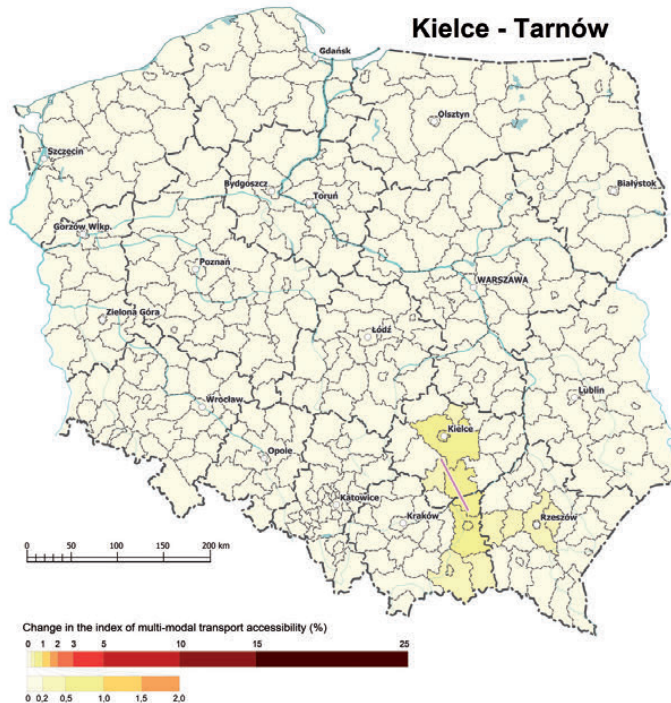 Kielce - Tarnów
Gdańsk
Olsztyn
Szczecin
Białystok
Bydgoszcz
Toruń
Gorzów Wlkp.
Poznań
WARSZAWA
Zielona Góra
Łódź
Lublin
Wrocław
Kielce
Opole
Katowice
Kraków
Rzeszów
0 50 100 150 200 km
Change in the index of multi-modal transport accessibility (%)
0 1 2 3 5 10 15 25
0 0,2 0,5 1,0 1,5 2,0